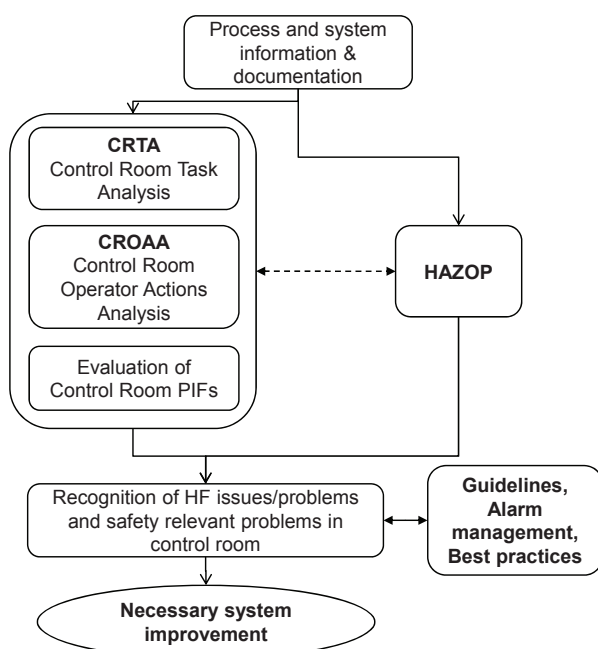 Process and system
information &
documentation
CRTA
Control Room Task
Analysis
CROAA
Control Room
Operator Actions
Analysis
Evaluation of
Control Room PIFs
HAZOP
Recognition of HF issues/problems
and safety relevant problems in
control room
Guidelines,
Alarm
management,
Best practices
Necessary system
improvement